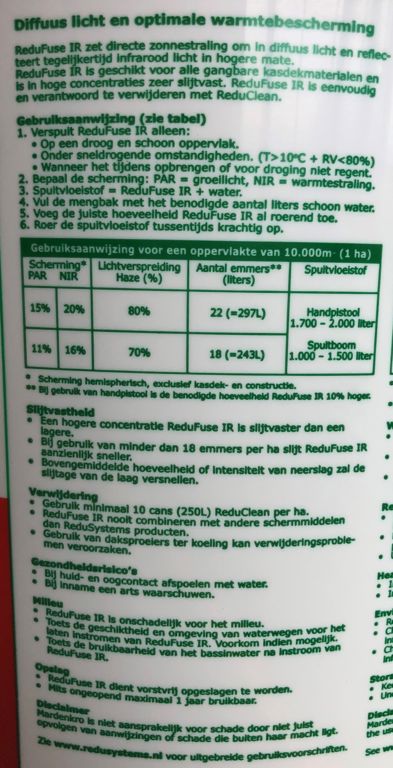 Diffuus licht en optimale warmtebescherming
ReduFuse IR zet directe zonnestraling om in diffuus licht en reflec-
teert tegelijkertijd infrarood licht in hogere mate.
ReduFuse IR is geschikt voor alle gangbare kasdekmaterialen en
is in hoge concentraties zeer slijtvast. ReduFuse IR is eenvoudig
en verantwoord te verwijderen met ReduClean.
Gebruiksaanwijzing (zie tabel)
1. Verspuit ReduFuse IR alleen:
• Op een droog en schoon oppervlak.
• Onder sneldrogende omstandigheden. (T>10°C + RV<80%)
• Wanneer het tijdens opbrengen of voor droging niet regent.
2. Bepaal de scherming: PAR = groeilicht, NIR = warmtestraling.
3. Spuitvloeistof = ReduFuse IR + water.
4. Vul de mengbak met het benodigde aantal liters schoon water.
5. Voeg de juiste hoeveelheid ReduFuse IR al roerend toe.
6. Roer de spuitvloeistof tussentijds krachtig op.
Gebruiksaanwijzing voor een oppervlakte van 10.000m² (1 ha)
Scherming* Lichtverspreiding Aantal emmers** Spuitvloeistof
PAR NIR Haze (%) (liters)
15% 20% 80% 22 (=297L) Handpistool
1.700 - 2.000 liter
11% 16% 70% 18 (=243L) Spuitboom
1.000 - 1.500 liter
* Scherming hemisferisch, exclusief kasdek- en constructie.
** Bij gebruik van handpistool is de benodigde hoeveelheid ReduFuse IR 10% hoger.
Slijtvastheid
• Een hogere concentratie ReduFuse IR is slijtvaster dan een
lagere.
• Bij gebruik van minder dan 18 emmers per ha slijt ReduFuse IR
aanzienlijk sneller.
• Bovengemiddelde hoeveelheid of intensiteit van neerslag zal de
slijtage van de laag versnellen.
Verwijdering
• Gebruik minimaal 10 cans (250L) ReduClean per ha.
• ReduFuse IR nooit combineren met andere schermmiddelen
dan ReduSystems producten.
• Gebruik van daksproeiers ter koeling kan verwijderingsproble-
men veroorzaken.
Gezondheidsrisico's
• Bij huid- en oogcontact afspoelen met water.
• Bij inname een arts waarschuwen.
Milieu
• ReduFuse IR is onschadelijk voor het milieu.
• Toets de geschiktheid en omgeving van waterwegen voor het
laten instromen van ReduFuse IR. Voorkom indien mogelijk.
• Toets de bruikbaarheid van het bassinwater na instroom van
ReduFuse IR.
Opslag
• ReduFuse IR dient vorstvrij opgeslagen te worden.
• Mits ongeopend maximaal 1 jaar bruikbaar.
Disclaimer
Mardenkro is niet aansprakelijk voor schade door niet juist
opvolgen van aanwijzingen of schade die buiten haar macht ligt.
Zie www.redusystems.nl voor uitgebreide gebruiksvoorschriften.